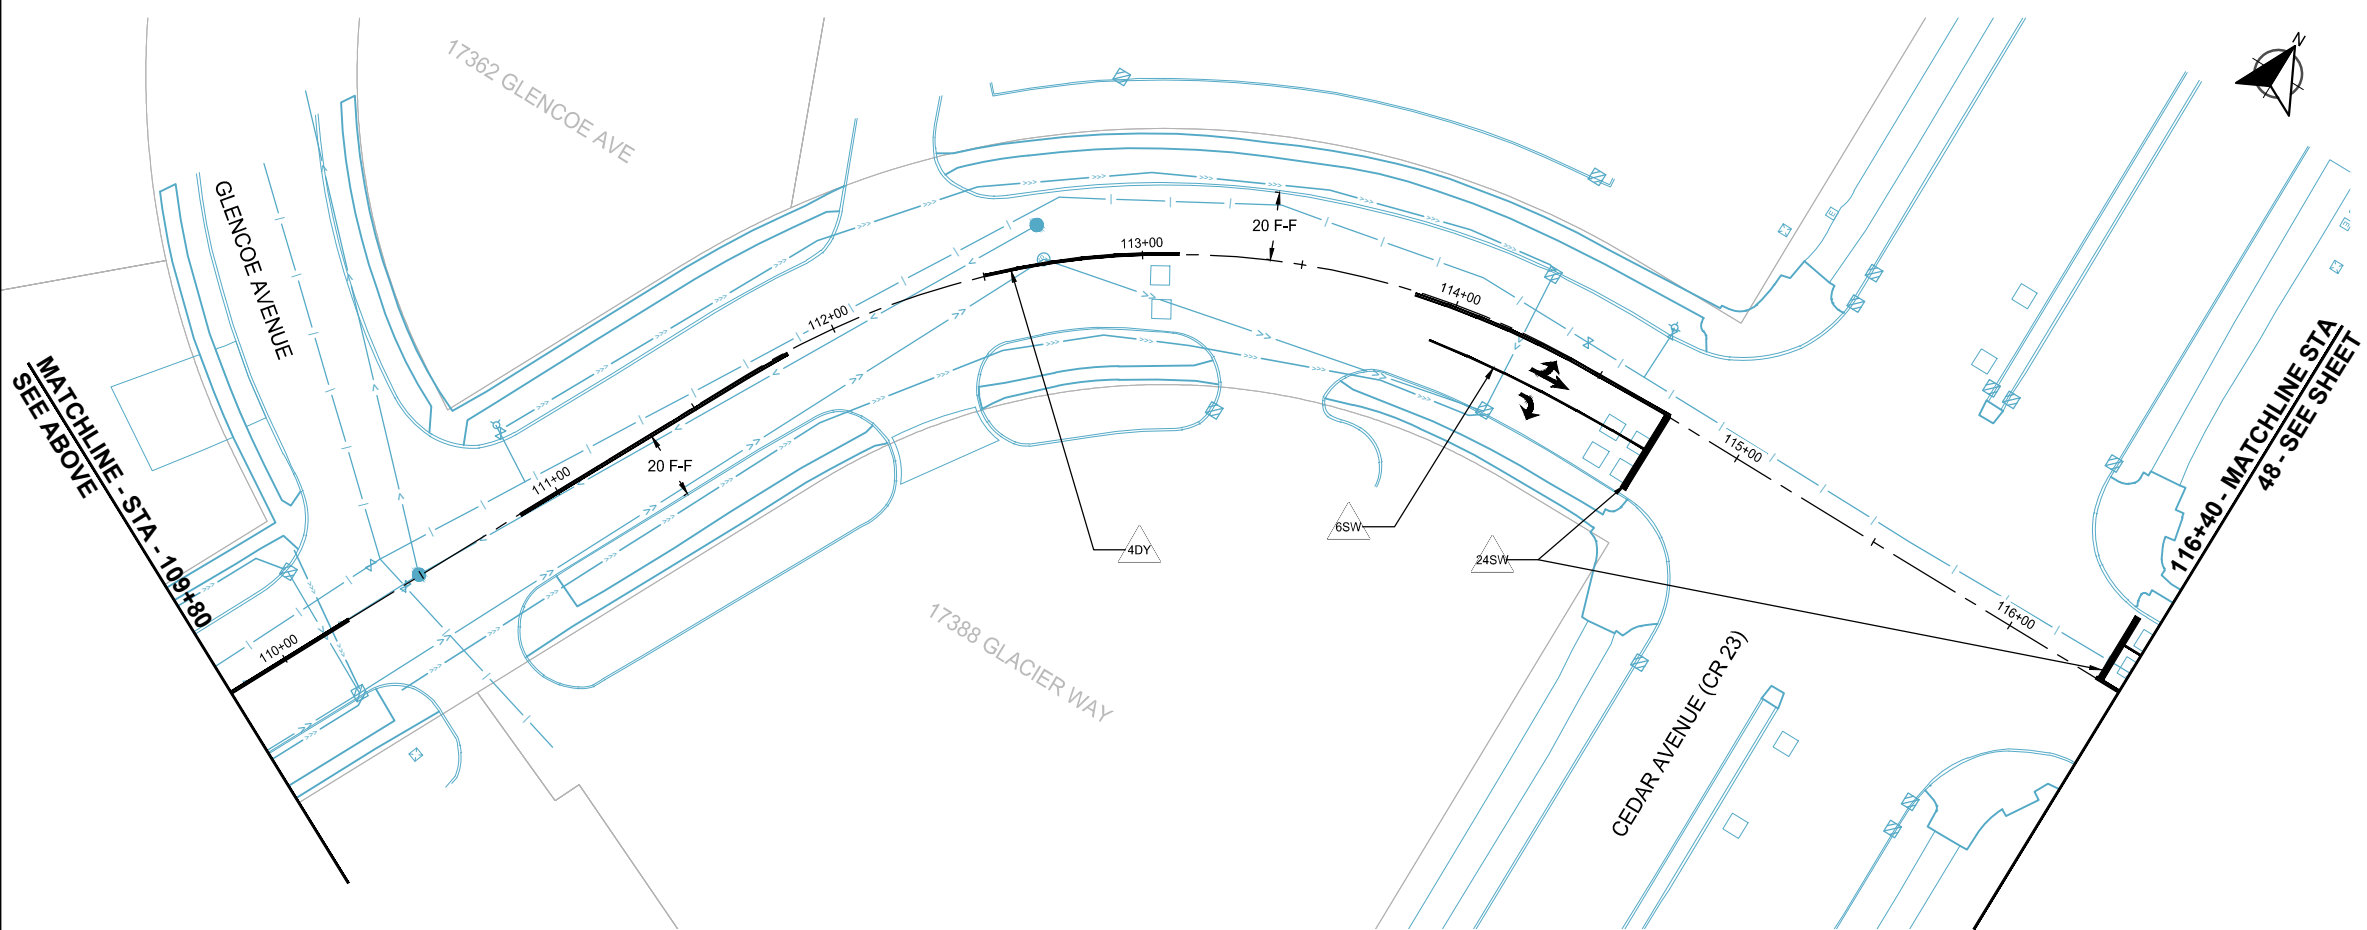 N
17362 GLENCOE AVE
GLENCOE AVENUE
MATCHLINE - STA - 109+80
SEE ABOVE
110+00
111+00
112+00
113+00
114+00
115+00
116+00
20 F-F
20 F-F
4DY
6SW
24SW
17388 GLACIER WAY
CEDAR AVENUE (CR 23)
116+40 - MATCHLINE STA
48 - SEE SHEET